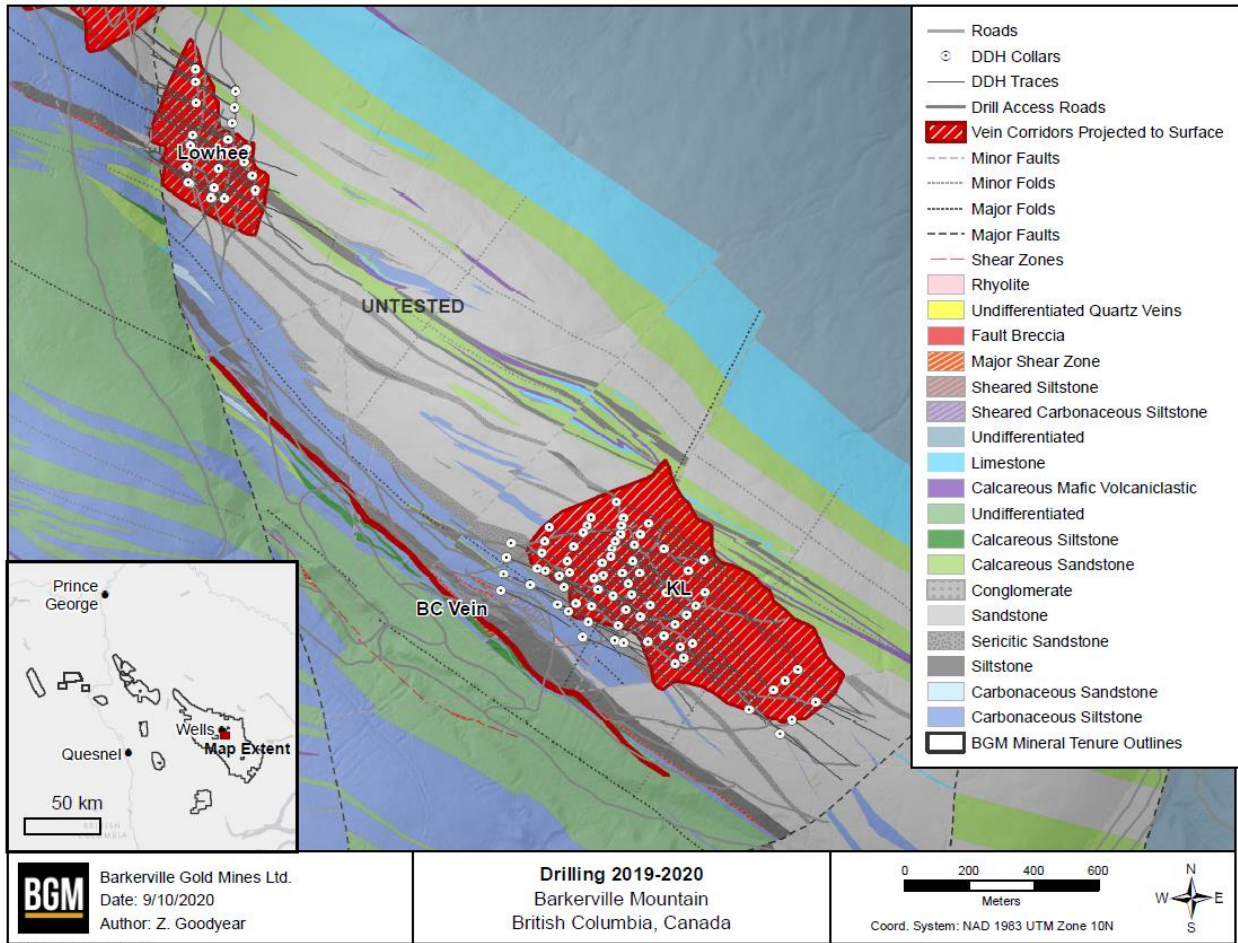 Lowhee
UNTESTED
BC Vein
KL
Roads
DDH Collars
DDH Traces
Drill Access Roads
Vein Corridors Projected to Surface
Minor Faults
Minor Folds
Major Folds
Major Faults
Shear Zones
Rhyolite
Undifferentiated Quartz Veins
Fault Breccia
Major Shear Zone
Sheared Siltstone
Sheared Carbonaceous Siltstone
Undifferentiated
Limestone
Calcareous Mafic Volcaniclastic
Undifferentiated
Calcareous Siltstone
Calcareous Sandstone
Conglomerate
Sandstone
Sericitic Sandstone
Siltstone
Carbonaceous Sandstone
Carbonaceous Siltstone
BGM Mineral Tenure Outlines
Prince
George
Wells
Map Extent
Quesnel
50 km
BRITISH
COLUMBIA
BGM
Barkerville Gold Mines Ltd.
Date: 9/10/2020
Author: Z. Goodyear
Drilling 2019-2020
Barkerville Mountain
British Columbia, Canada
0 200 400 600
Meters
Coord. System: NAD 1983 UTM Zone 10N
N
W E
S